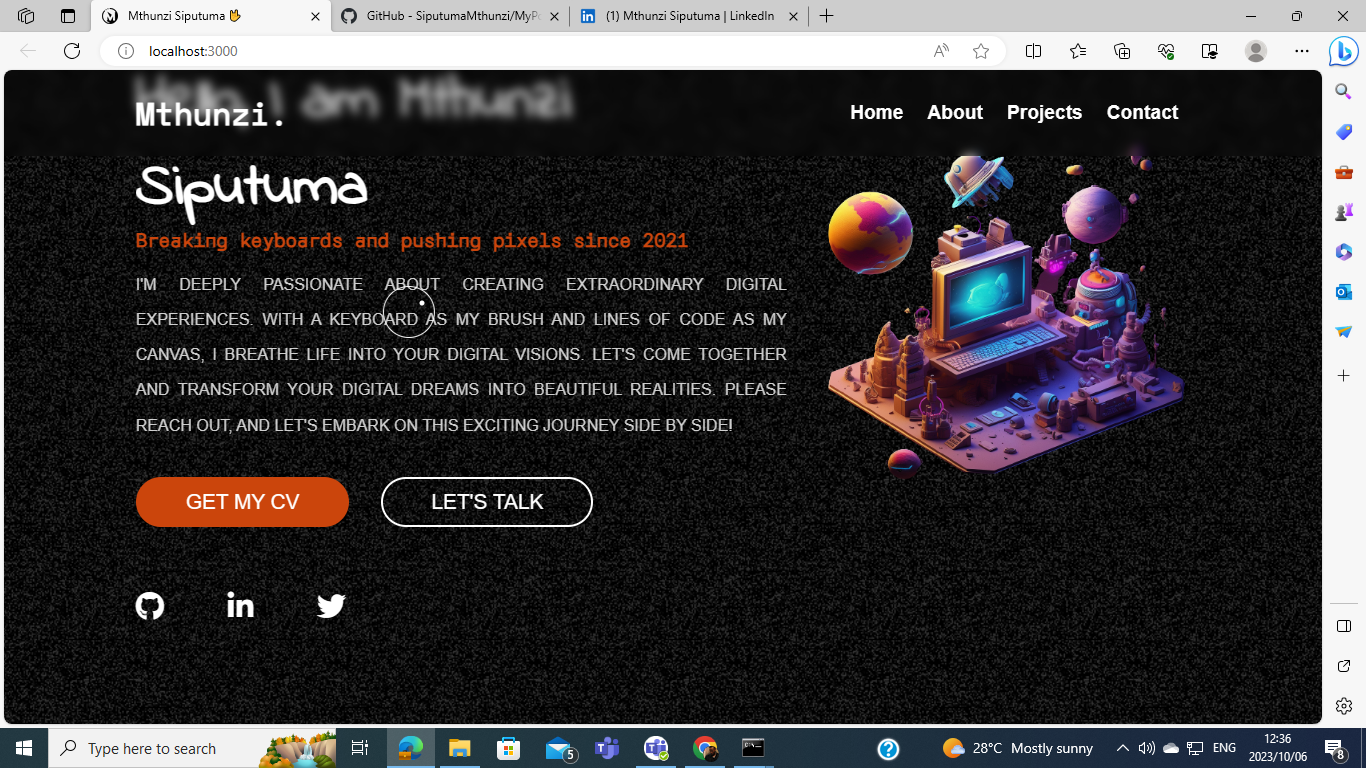 Mthunzi Siputuma
GitHub - SiputumaMthunzi/MyPo
(1) Mthunzi Siputuma | LinkedIn
localhost:3000
Hello, I am Mthunzi
Mthunzi.
Home About Projects Contact
Siputuma
Breaking keyboards and pushing pixels since 2021
I'M DEEPLY PASSIONATE ABOUT CREATING EXTRAORDINARY DIGITAL
EXPERIENCES. WITH A KEYBOARD AS MY BRUSH AND LINES OF CODE AS MY
CANVAS, I BREATHE LIFE INTO YOUR DIGITAL VISIONS. LET'S COME TOGETHER
AND TRANSFORM YOUR DIGITAL DREAMS INTO BEAUTIFUL REALITIES. PLEASE
REACH OUT, AND LET'S EMBARK ON THIS EXCITING JOURNEY SIDE BY SIDE!
GET MY CV
LET'S TALK
Type here to search
5
28°C Mostly sunny
ENG
12:36
2023/10/06
8